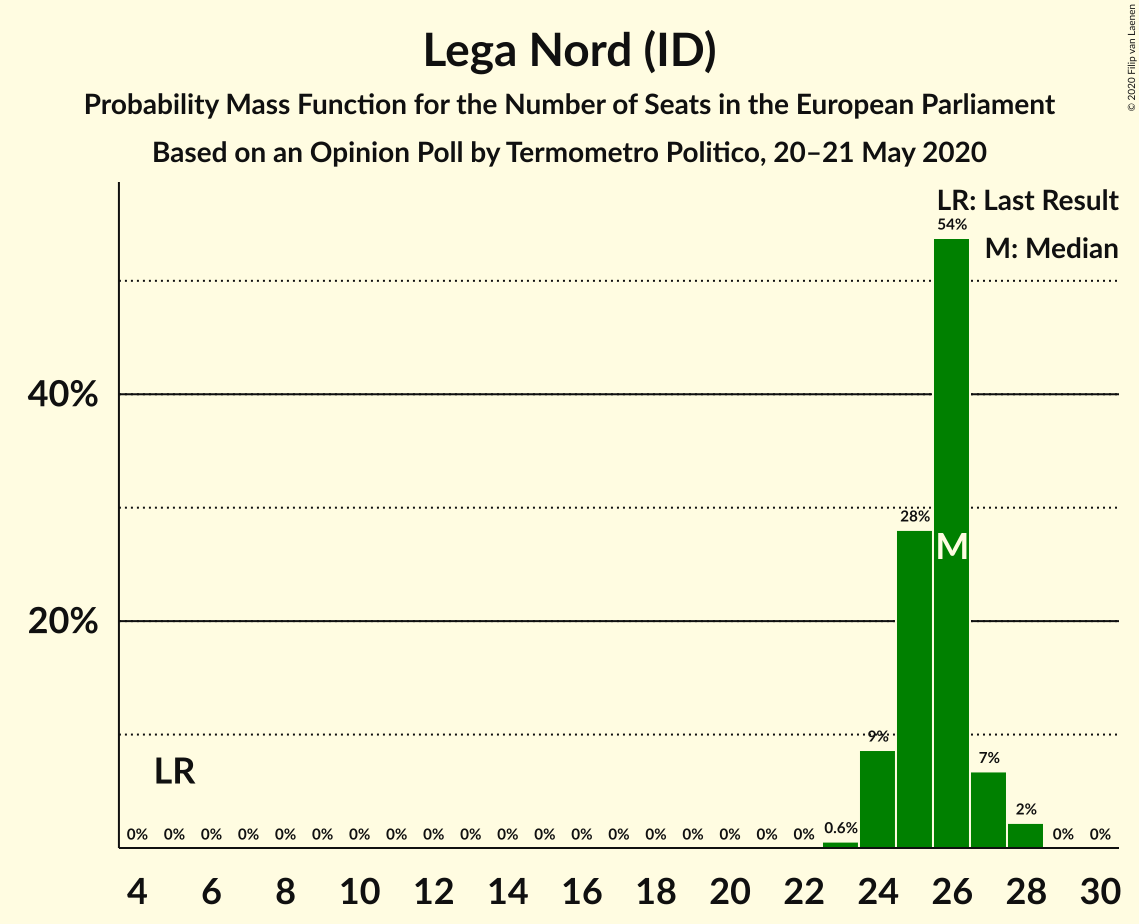 Lega Nord (ID)
Probability Mass Function for the Number of Seats in the European Parliament
Based on an Opinion Poll by Termometro Politico, 20–21 May 2020
© 2020 Filip van Laenen
LR: Last Result
54%
M: Median
40%
28%
M
20%
9%
7%
LR
2%
0% 0% 0% 0% 0% 0% 0% 0% 0% 0% 0% 0% 0% 0% 0% 0% 0% 0% 0% 0.6% 0% 0%
4 6 8 10 12 14 16 18 20 22 24 26 28 30